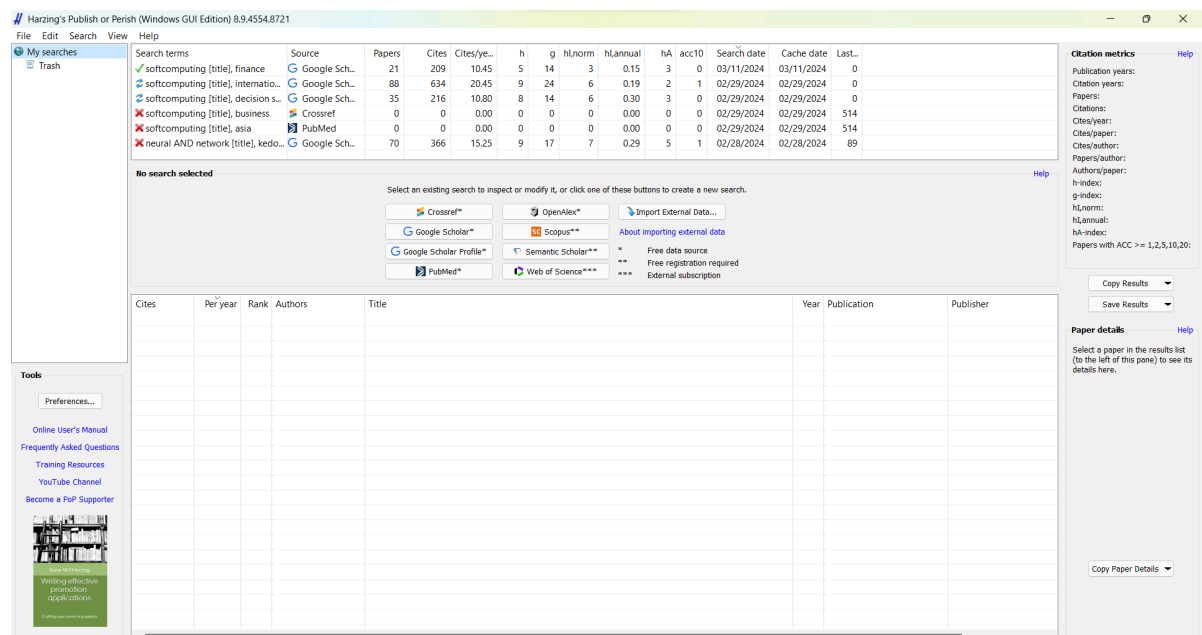 Harzing's Publish or Perish (Windows GUI Edition) 8.9.4554.8721
File Edit Search View Help
My searches
Trash
Search terms Source Papers Cites Cites/ye... h g hI,norm hI,annual hA acc10 Search date Cache date Last...
softcomputing [title], finance Google Sch... 21 209 10.45 5 14 3 0.15 3 0 03/11/2024 03/11/2024 0
softcomputing [title], internatio... Google Sch... 88 634 20.45 9 24 6 0.19 2 1 02/29/2024 02/29/2024 0
softcomputing [title], decision s... Google Sch... 35 216 10.80 8 14 6 0.30 3 0 02/29/2024 02/29/2024 0
softcomputing [title], business Crossref 0 0 0.00 0 0 0 0.00 0 0 02/29/2024 02/29/2024 514
softcomputing [title], asia PubMed 0 0 0.00 0 0 0 0.00 0 0 02/29/2024 02/29/2024 514
neural AND network [title], kedo... Google Sch... 70 366 15.25 9 17 7 0.29 5 1 02/28/2024 02/28/2024 89
No search selected Help
Select an existing search to inspect or modify it, or click one of these buttons to create a new search.
Crossref* OpenAlex* Import External Data...
Google Scholar* SC Scopus** About importing external data
Google Scholar Profile* Semantic Scholar** * Free data source
** Free registration required
PubMed* Web of Science*** *** External subscription
Cites Per year Rank Authors Title Year Publication Publisher
Tools
Preferences...
Online User's Manual
Frequently Asked Questions
Training Resources
YouTube Channel
Become a PoP Supporter
Anne-Wil Harzing
Writing effective
promotion
applications
Crafting your career in academia
Citation metrics Help
Publication years:
Citation years:
Papers:
Citations:
Cites/year:
Cites/paper:
Cites/author:
Papers/author:
Authors/paper:
h-index:
g-index:
hI,norm:
hI,annual:
hA-index:
Papers with ACC >= 1,2,5,10,20:
Copy Results
Save Results
Paper details Help
Select a paper in the results list
(to the left of this pane) to see its
details here.
Copy Paper Details